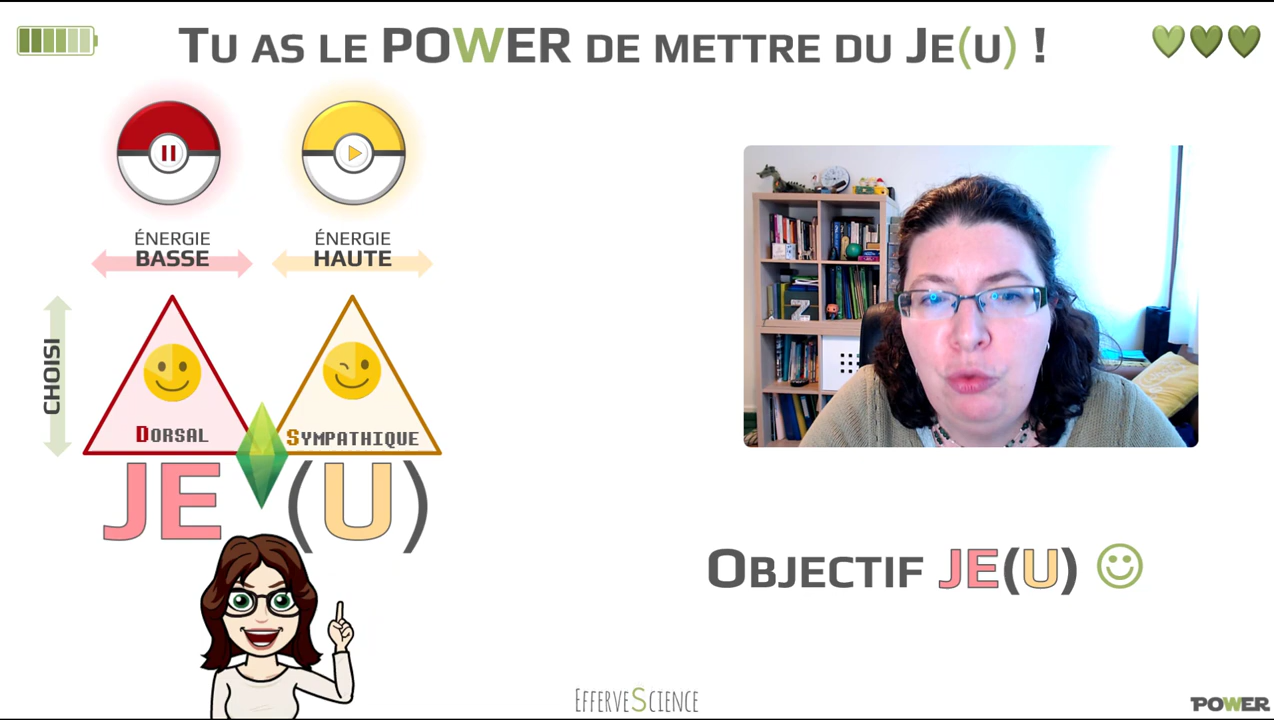 TU AS LE POWER DE METTRE DU JE(U) !
ÉNERGIE
BASSE
ÉNERGIE
HAUTE
CHOISI
DORSAL
SYMPATHIQUE
JE (U)
OBJECTIF JE(U)
EFFERVESCIENCE
POWER